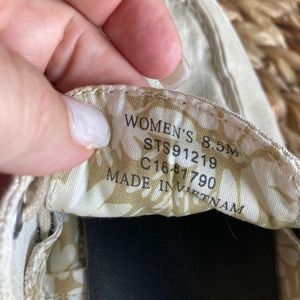 WOMEN'S 8.5M
STS91219
C16-81790
MADE IN VIETNAM